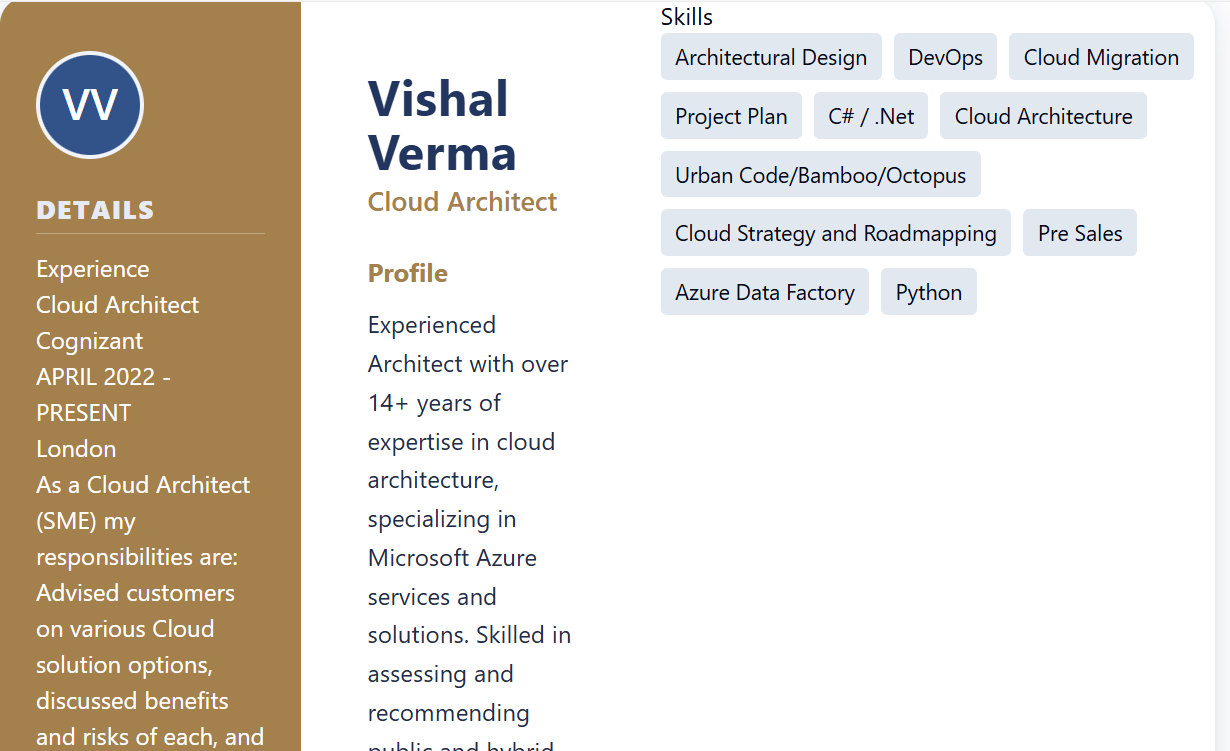 VV
DETAILS
Experience
Cloud Architect
Cognizant
APRIL 2022 -
PRESENT
London
As a Cloud Architect
(SME) my
responsibilities are:
Advised customers
on various Cloud
solution options,
discussed benefits
and risks of each, and
Vishal
Verma
Cloud Architect
Profile
Experienced
Architect with over
14+ years of
expertise in cloud
architecture,
specializing in
Microsoft Azure
services and
solutions. Skilled in
assessing and
recommending
public and hybrid
Skills
Architectural Design DevOps Cloud Migration
Project Plan C# / .Net Cloud Architecture
Urban Code/Bamboo/Octopus
Cloud Strategy and Roadmapping Pre Sales
Azure Data Factory Python